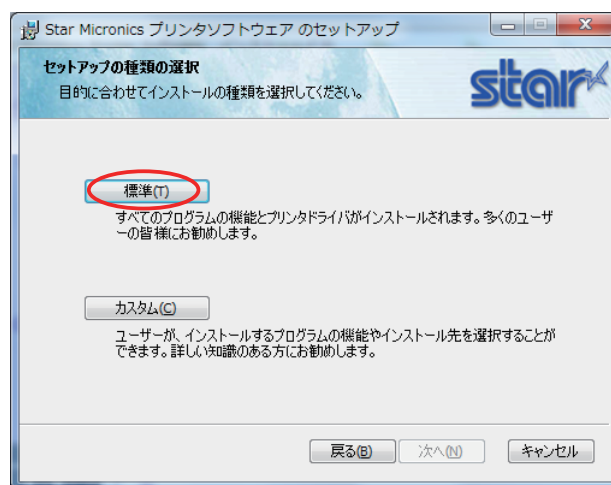 Star Micronics プリンタソフトウェア のセットアップ
セットアップの種類の選択
目的に合わせてインストールの種類を選択してください。
star
標準(T)
すべてのプログラムの機能とプリンタドライバがインストールされます。多くのユーザ
ーの皆様にお勧めします。
カスタム(C)
ユーザーが、インストールするプログラムの機能やインストール先を選択することが
できます。詳しい知識のある方にお勧めします。
戻る(B) 次へ(N) キャンセル